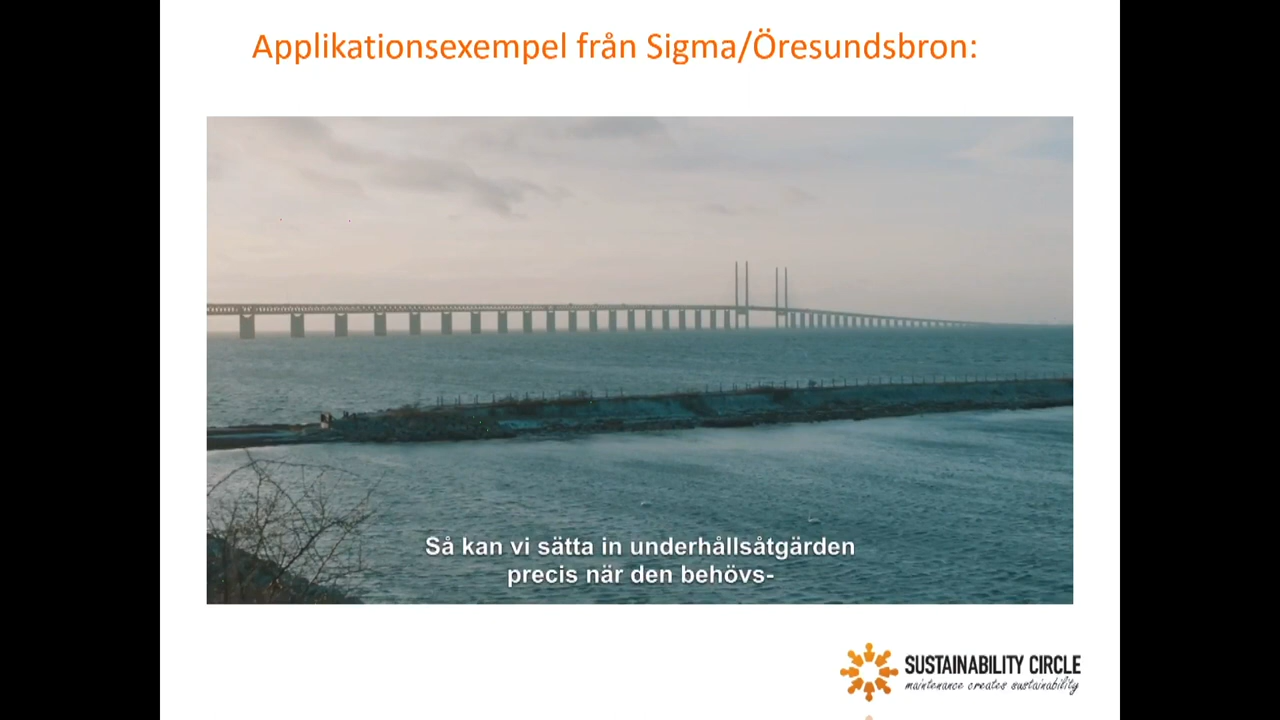 Applikationsexempel från Sigma/Öresundsbron:
Så kan vi sätta in underhållsåtgärden
precis när den behövs-
SUSTAINABILITY CIRCLE
maintenance creates sustainability